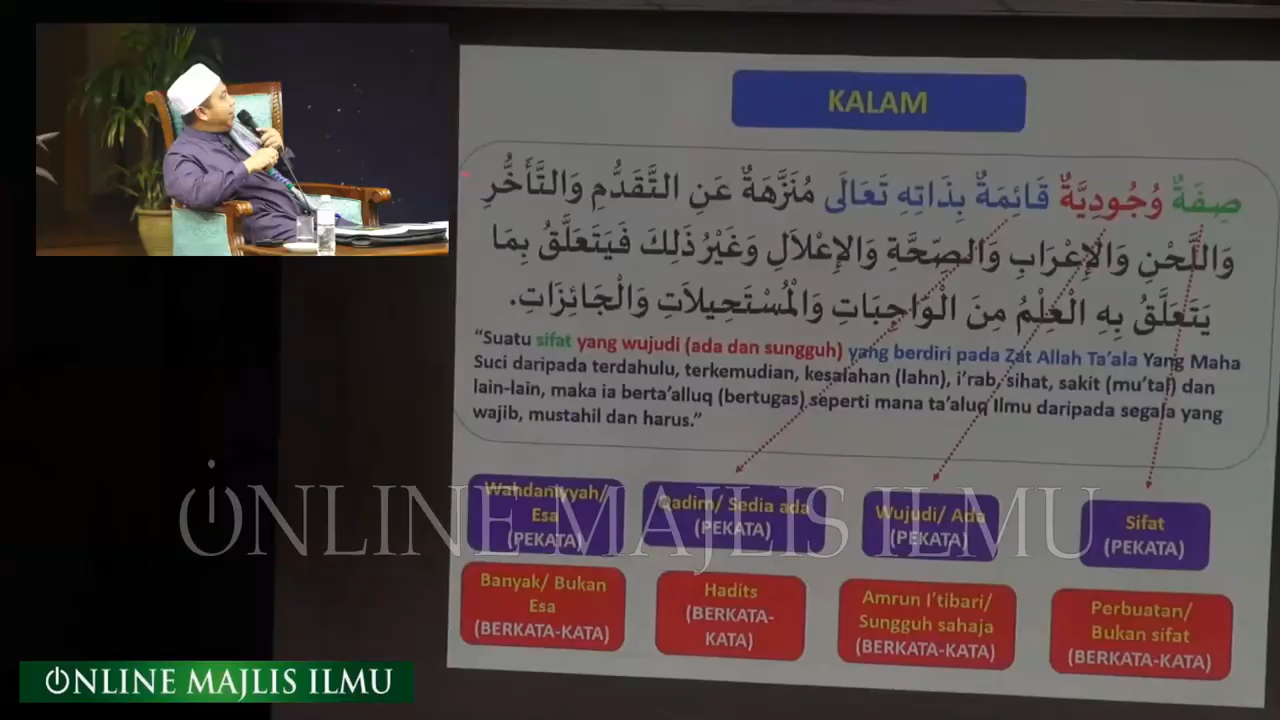 KALAM
صِفَةٌ وُجُودِيَّةٌ قَائِمَةٌ بِذَاتِهِ تَعَالَى مُنَزَّهَةٌ عَنِ التَّقَدُّمِ وَالتَّأَخُّرِ
وَاللَّحْنِ وَالْإِعْرَابِ وَالصِّحَّةِ وَالإِعْلَالِ وَغَيْرُ ذَلِكَ فَيَتَعَلَّقُ بِمَا
يَتَعَلَّقُ بِهِ الْعِلْمُ مِنَ الْوَاجِبَاتِ وَالْمُسْتَحِيلَاتِ وَالْجَائِزَاتِ.
“Suatu sifat yang wujudi (ada dan sungguh) yang berdiri pada Zat Allah Ta’ala Yang Maha
Suci daripada terdahulu, terkemudian, kesalahan (lahn), i’rab, sihat, sakit (mu’tal) dan
lain-lain, maka ia berta’alluq (bertugas) seperti mana ta’aluq Ilmu daripada segala yang
wajib, mustahil dan harus.”
Wahdaniyyah/
Esa
(PEKATA)
Qadim/ Sedia ada
(PEKATA)
Wujudi/ Ada
(PEKATA)
Sifat
(PEKATA)
Banyak/ Bukan
Esa
(BERKATA-KATA)
Hadits
(BERKATA-
KATA)
Amrun I’tibari/
Sungguh sahaja
(BERKATA-KATA)
Perbuatan/
Bukan sifat
(BERKATA-KATA)
ONLINE MAJLIS ILMU
ONLINE MAJLIS ILMU